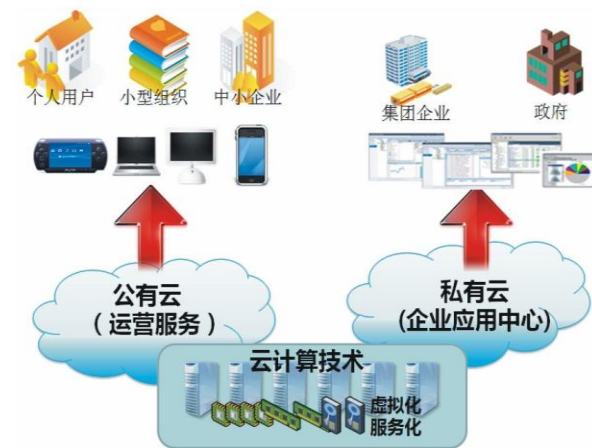 个人用户
小型组织
中小企业
集团企业
政府
公有云
（运营服务）
私有云
(企业应用中心)
云计算技术
虚拟化
服务化